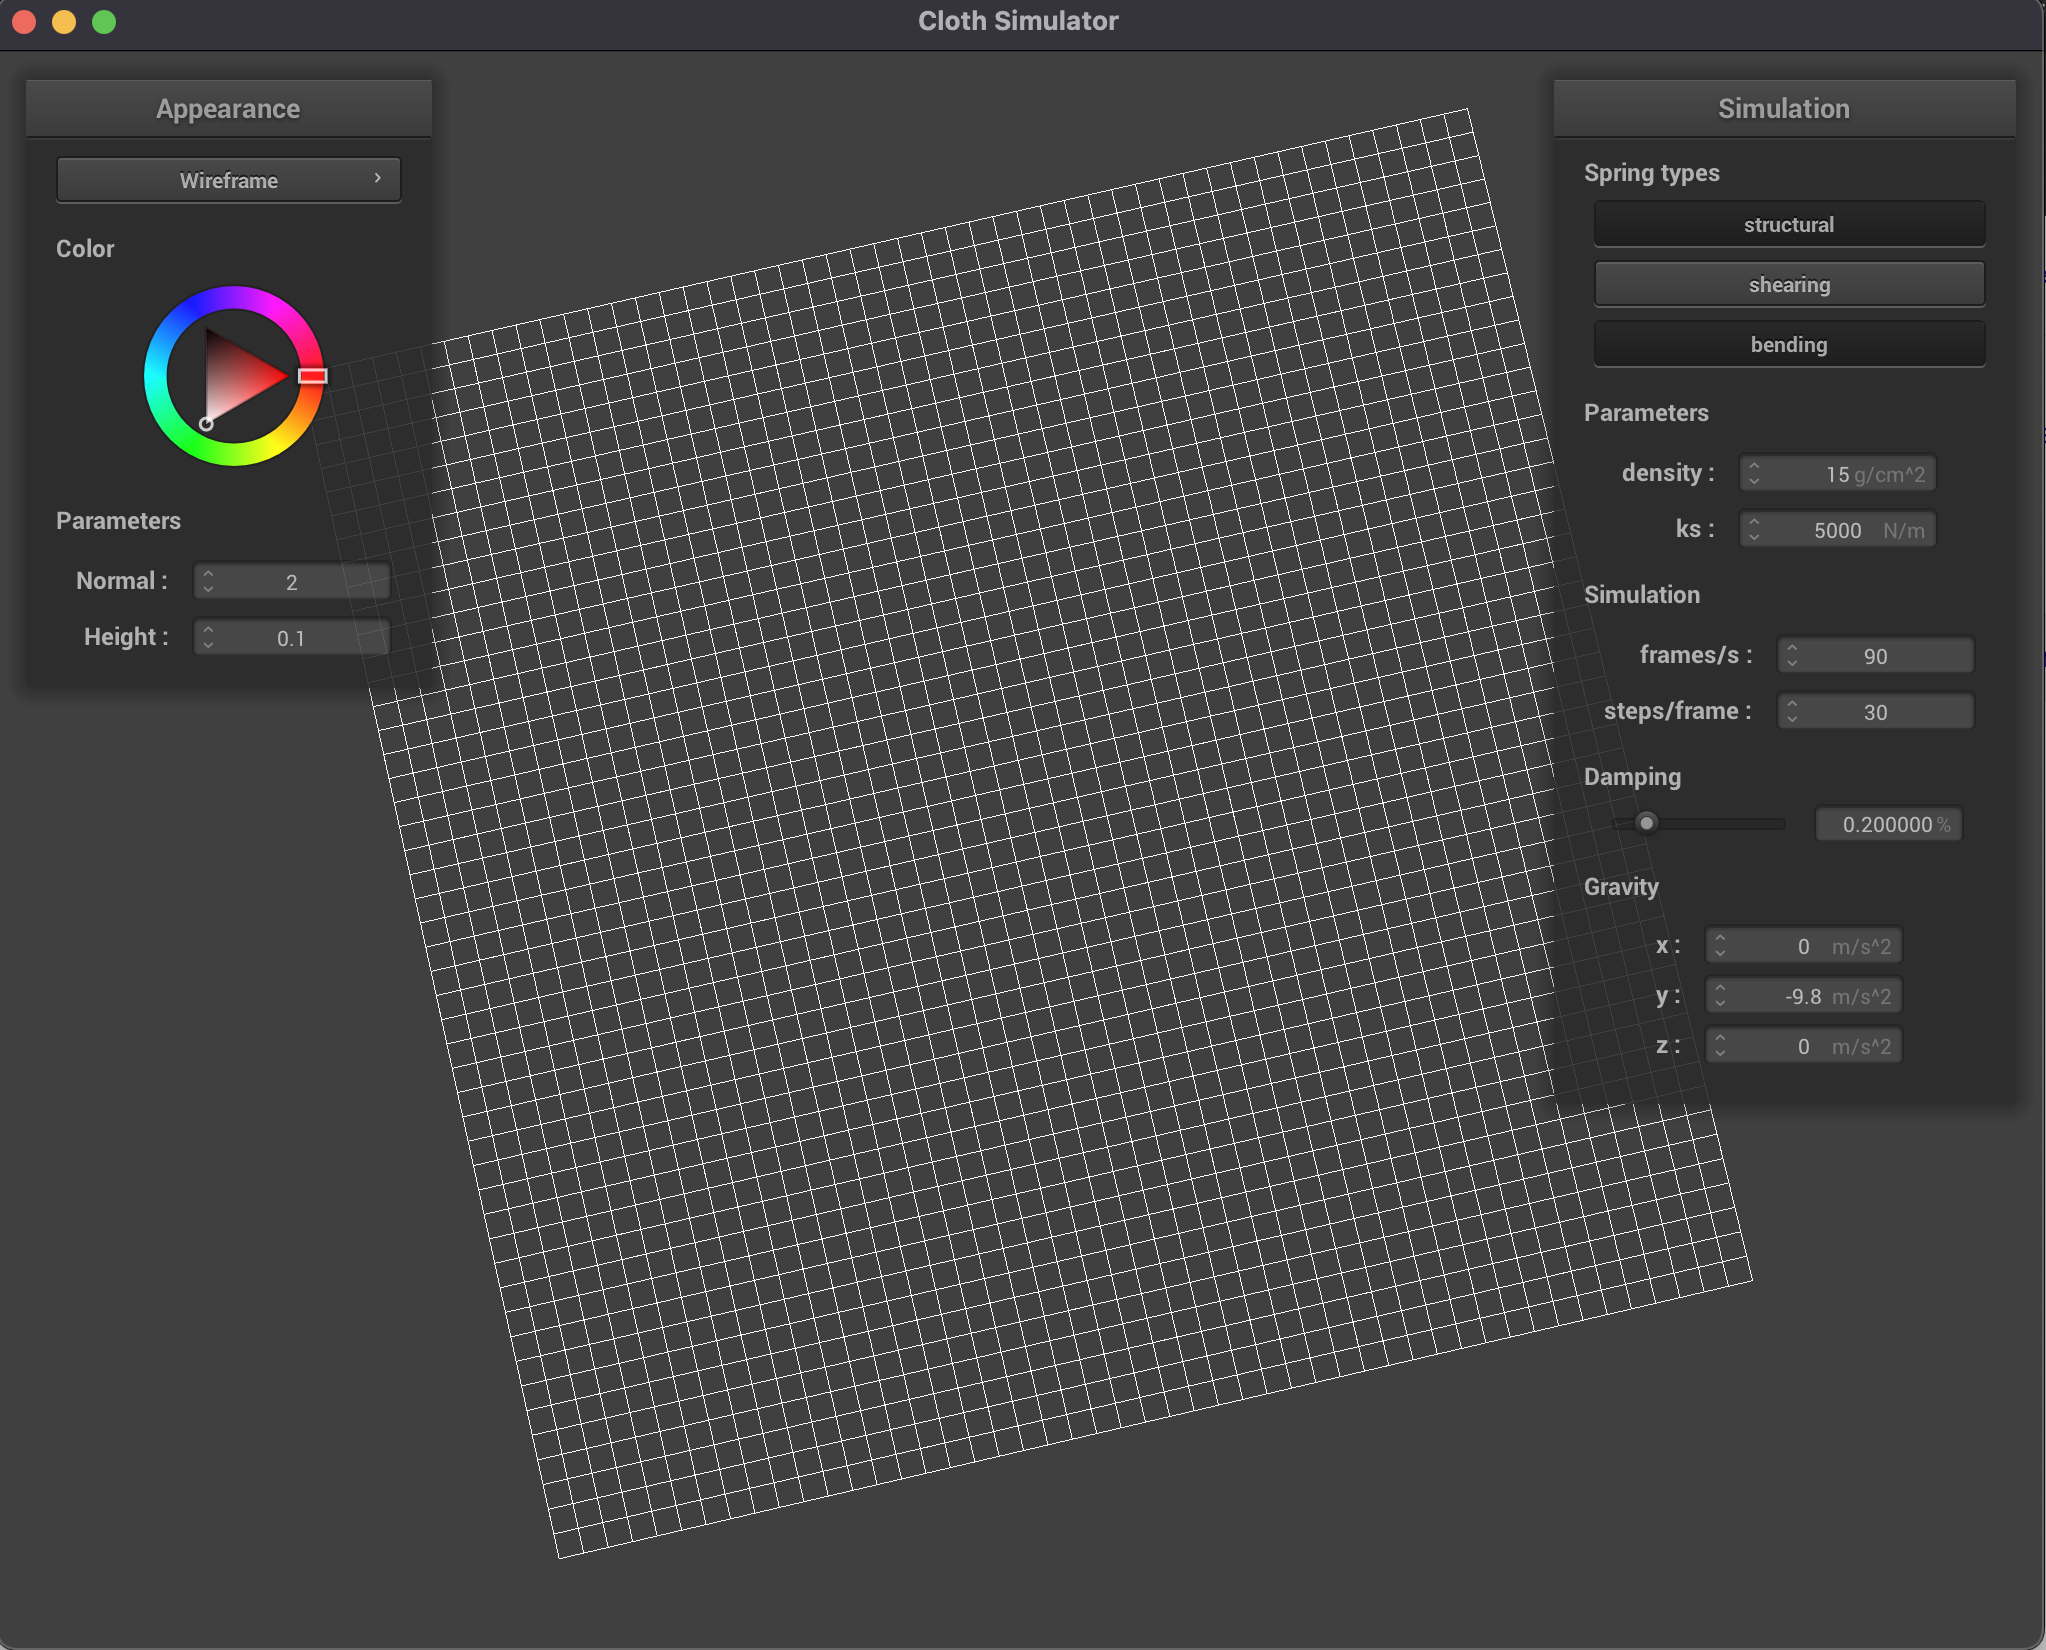 Cloth Simulator
Appearance
Wireframe
Color
Parameters
Normal : 2
Height : 0.1
Simulation
Spring types
structural
shearing
bending
Parameters
density : 15 g/cm^2
ks : 5000 N/m
Simulation
frames/s : 90
steps/frame : 30
Damping
0.200000 %
Gravity
x : 0 m/s^2
y : -9.8 m/s^2
z : 0 m/s^2